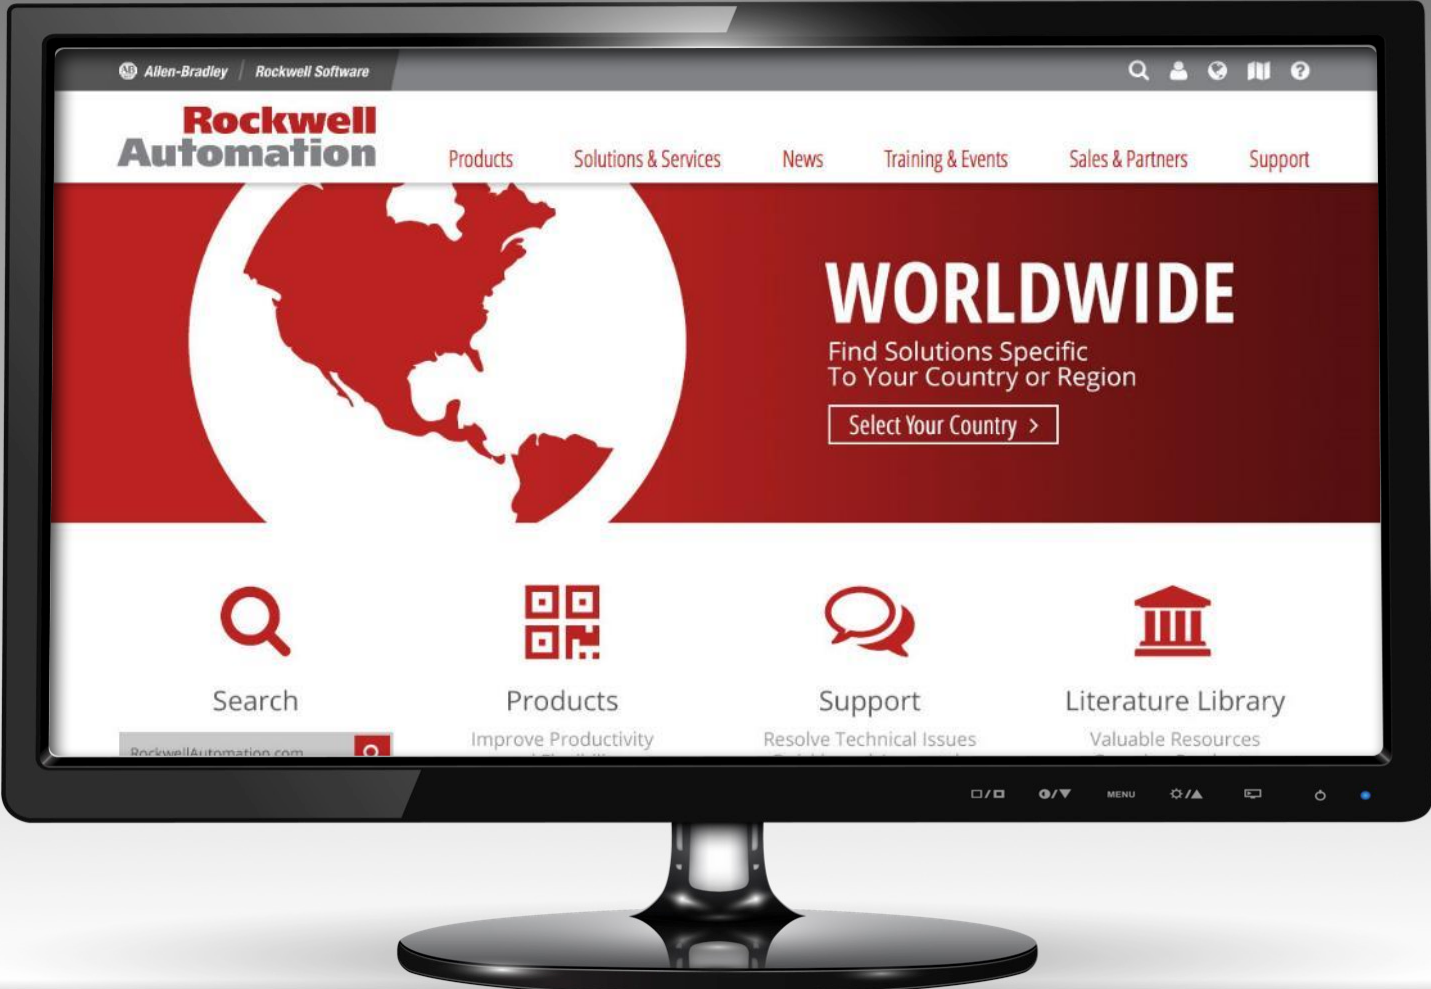 Allen-Bradley Rockwell Software
Rockwell
Automation
Products Solutions & Services News Training & Events Sales & Partners Support
WORLDWIDE
Find Solutions Specific
To Your Country or Region
Select Your Country >
Search Products Support Literature Library
RockwellAutomation.com Improve Productivity Resolve Technical Issues Valuable Resources
MENU